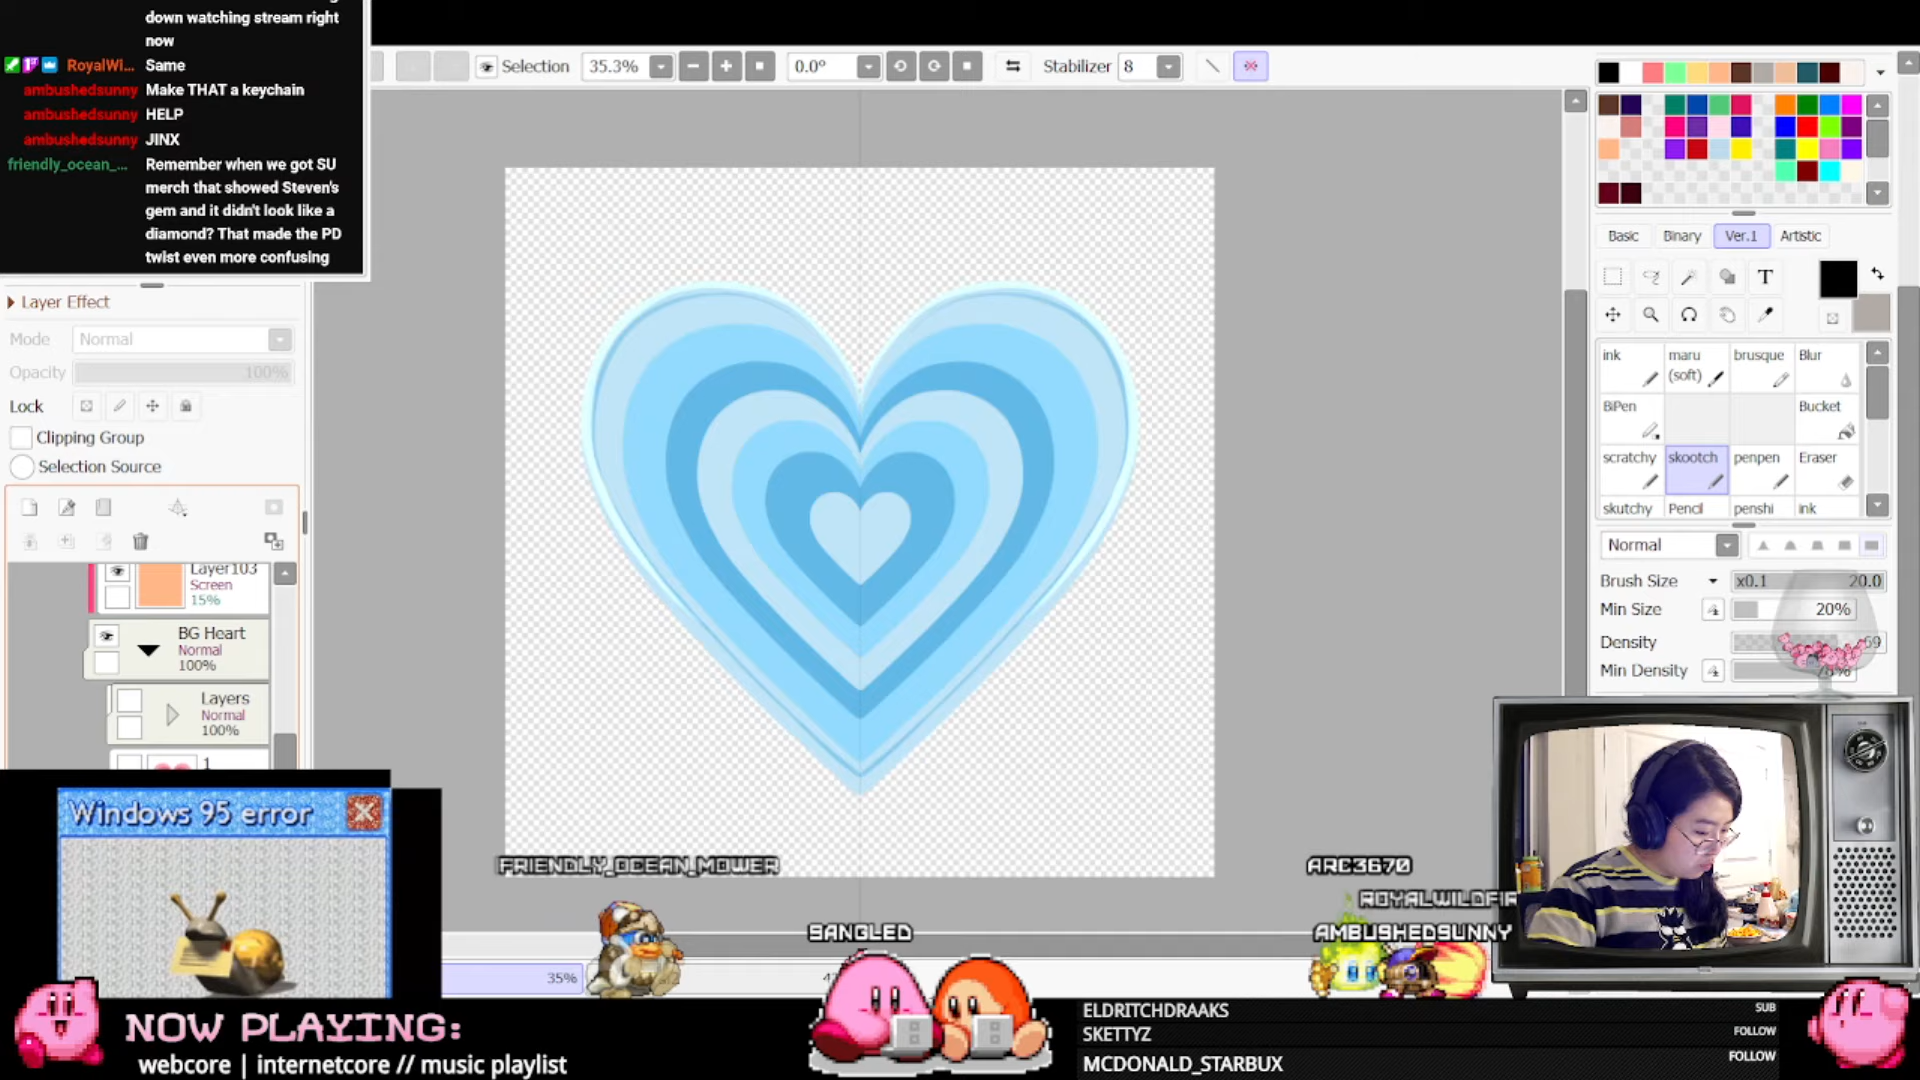 down watching stream right
now
RoyalWi... Same
ambushedsunny Make THAT a keychain
ambushedsunny HELP
ambushedsunny JINX
friendly_ocean_... Remember when we got SU
merch that showed Steven's
gem and it didn't look like a
diamond? That made the PD
twist even more confusing
Selection 35.3% 0.0° Stabilizer 8
Layer Effect
Mode Normal
Opacity 100%
Lock
Clipping Group
Selection Source
Layer103
Screen
15%
BG Heart
Normal
100%
Layers
Normal
100%
1
Basic Binary Ver.1 Artistic
T
ink maru brusque Blur
(soft)
BiPen Bucket
scratchy skootch penpen Eraser
skutchy Pencil penshi ink
Normal
Brush Size x0.1 20.0
Min Size 20%
Density
Min Density
Windows 95 error
FRIENDLY_OCEAN_MOWER
ARC3670
ROYALWILDFIR
SANGLED
AMBUSHEDSUNNY
35%
NOW PLAYING:
webcore | internetcore // music playlist
ELDRITCHDRAAKS SUB
SKETTYZ FOLLOW
MCDONALD_STARBUX FOLLOW